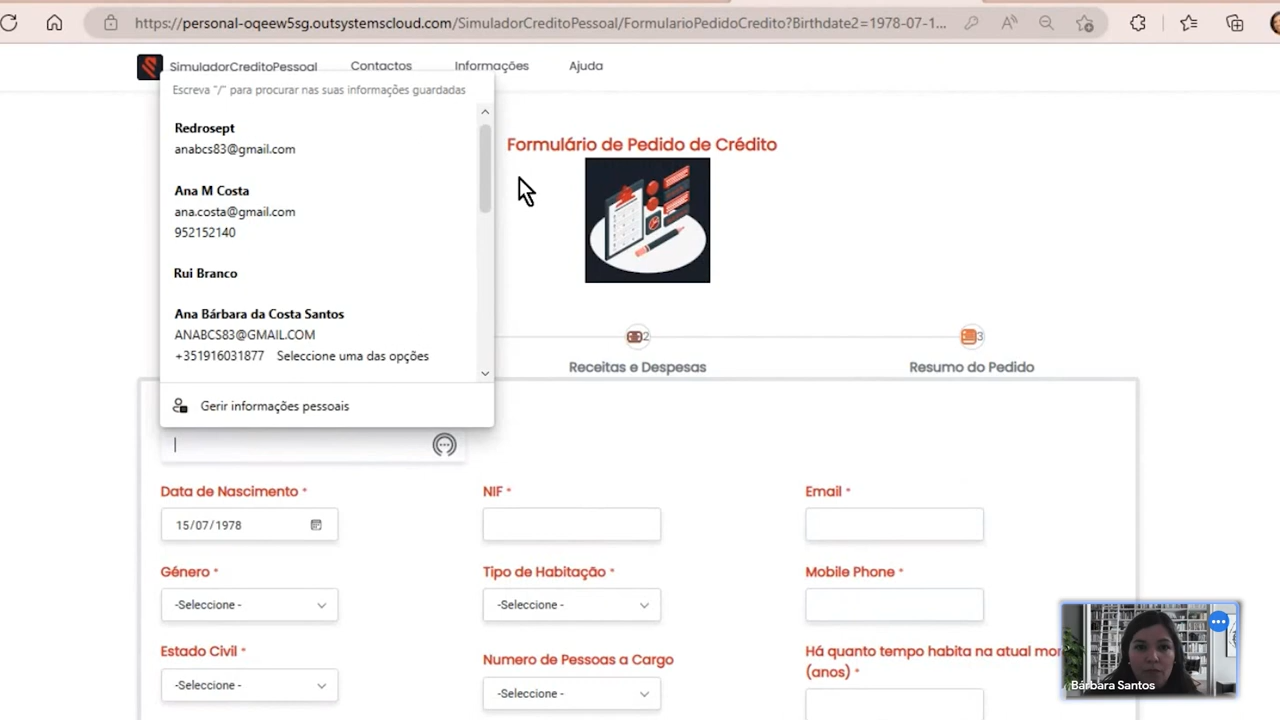 https://personal-oqeew5sg.outsystemscloud.com/SimuladorCreditoPessoal/FormularioPedidoCredito?Birthdate2=1978-07-1...
SimuladorCreditoPessoal Contactos Informações Ajuda
Escreva "/" para procurar nas suas informações guardadas
Redrosept
anabcs83@gmail.com
Ana M Costa
ana.costa@gmail.com
952152140
Rui Branco
Ana Bárbara da Costa Santos
ANABCS83@GMAIL.COM
+351916031877 Seleccione uma das opções
Gerir informações pessoais
Formulário de Pedido de Crédito
2
3
Receitas e Despesas
Resumo do Pedido
Data de Nascimento *
NIF *
Email *
15/07/1978
Género *
Tipo de Habitação *
Mobile Phone *
-Seleccione -
-Seleccione -
Estado Civil *
Numero de Pessoas a Cargo
Há quanto tempo habita na atual mor
(anos) *
-Seleccione -
-Seleccione -
Bárbara Santos